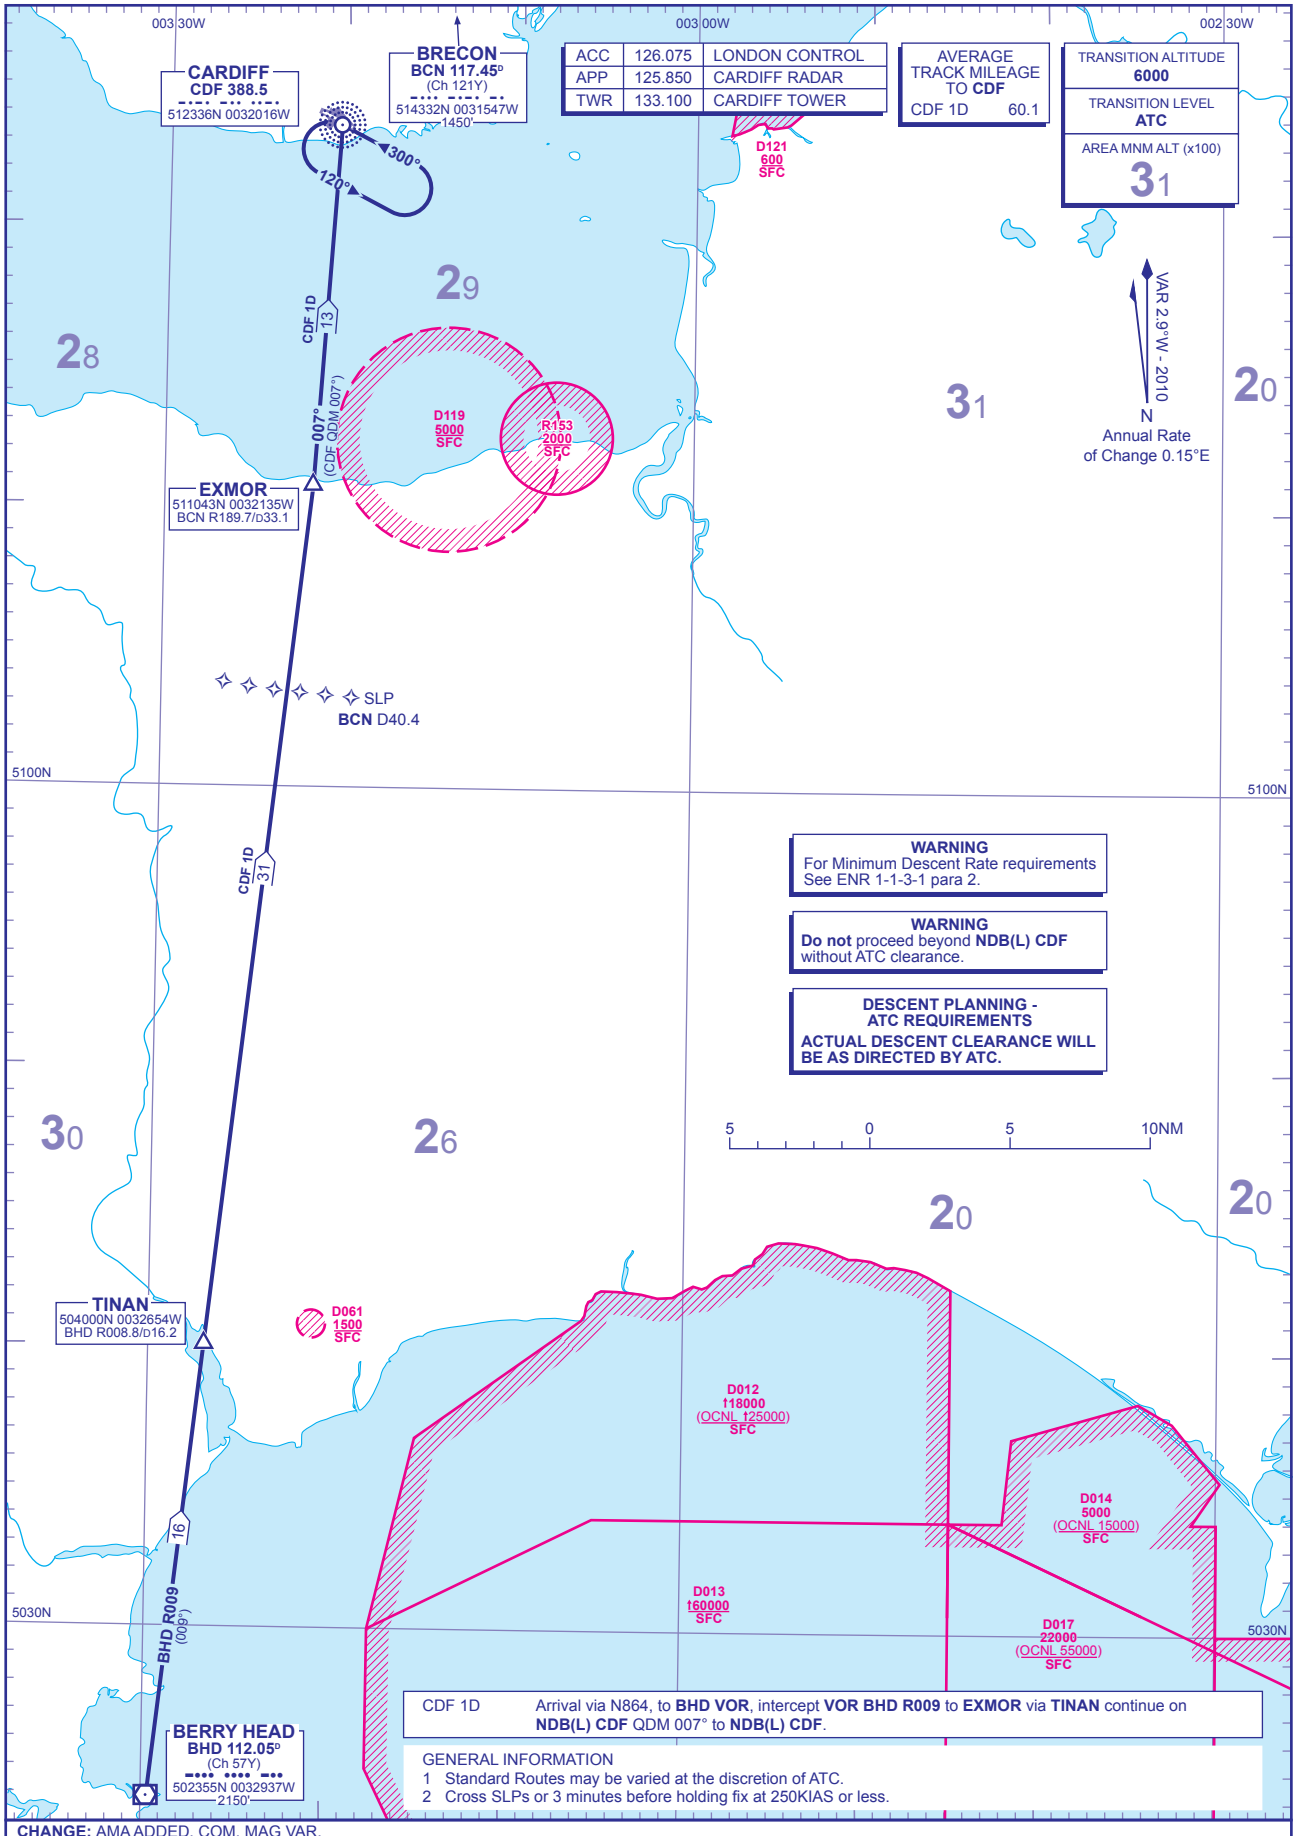 003 30W
003 00W
002 30W
CARDIFF
CDF 388.5
512336N 0032016W
BRECON
BCN 117.45ᴰ
(Ch 121Y)
514332N 0031547W
1450'
ACC 126.075 LONDON CONTROL
APP 125.850 CARDIFF RADAR
TWR 133.100 CARDIFF TOWER
AVERAGE
TRACK MILEAGE
TO CDF
CDF 1D 60.1
TRANSITION ALTITUDE
6000
TRANSITION LEVEL
ATC
AREA MNM ALT (x100)
31
D121
600
SFC
300°
120°
29
28
CDF 1D
13
007°
(CDF QDM 007°)
D119
5000
SFC
R153
2000
SFC
31
20
VAR 2.9°W - 2010
N
Annual Rate
of Change 0.15°E
EXMOR
511043N 0032135W
BCN R189.7/D33.1
SLP
BCN D40.4
5100N
5100N
CDF 1D
31
WARNING
For Minimum Descent Rate requirements
See ENR 1-1-3-1 para 2.
WARNING
Do not proceed beyond NDB(L) CDF
without ATC clearance.
DESCENT PLANNING -
ATC REQUIREMENTS
ACTUAL DESCENT CLEARANCE WILL
BE AS DIRECTED BY ATC.
30
26
5 0 5 10NM
20
20
TINAN
504000N 0032654W
BHD R008.8/D16.2
D061
1500
SFC
D012
↑18000
(OCNL ↑25000)
SFC
D014
5000
(OCNL 15000)
SFC
16
BHD R009
(009°)
D013
↑60000
SFC
D017
22000
(OCNL 55000)
SFC
5030N
5030N
CDF 1D Arrival via N864, to BHD VOR, intercept VOR BHD R009 to EXMOR via TINAN continue on
NDB(L) CDF QDM 007° to NDB(L) CDF.
BERRY HEAD
BHD 112.05ᴰ
(Ch 57Y)
502355N 0032937W
2150'
GENERAL INFORMATION
1 Standard Routes may be varied at the discretion of ATC.
2 Cross SLPs or 3 minutes before holding fix at 250KIAS or less.
CHANGE: AMA ADDED. COM. MAG VAR.